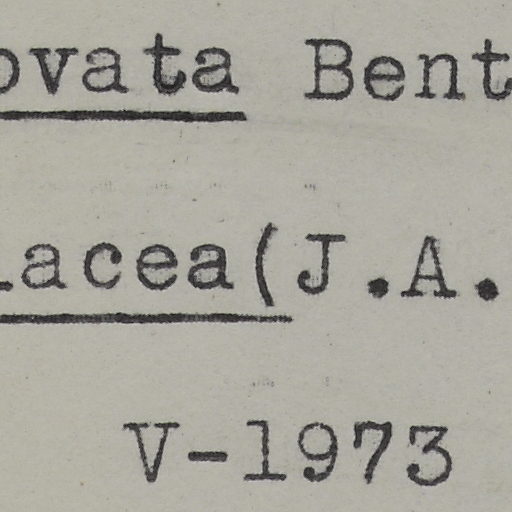 ovata Bent
lacea(J.A.
V-1973